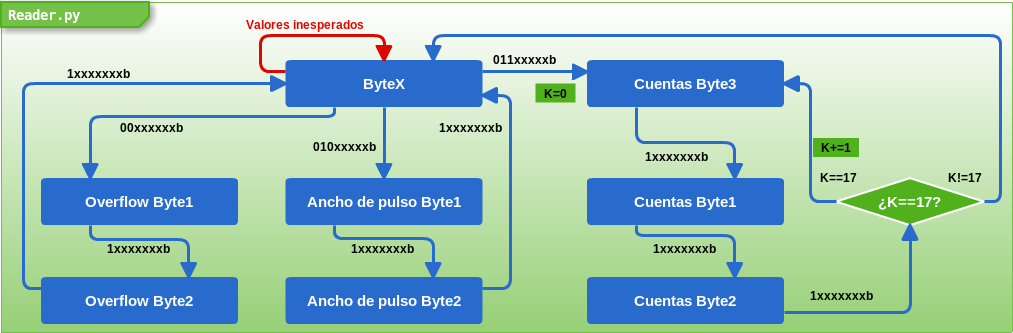 Reader.py
Valores inesperados
1xxxxxxxb
ByteX
011xxxxxb
K=0
Cuentas Byte3
00xxxxxxb
010xxxxxb
1xxxxxxxb
1xxxxxxxb
K+=1
K==17
K!=17
Overflow Byte1
Ancho de pulso Byte1
Cuentas Byte1
¿K==17?
1xxxxxxxb
1xxxxxxxb
1xxxxxxxb
Overflow Byte2
Ancho de pulso Byte2
Cuentas Byte2
1xxxxxxxb